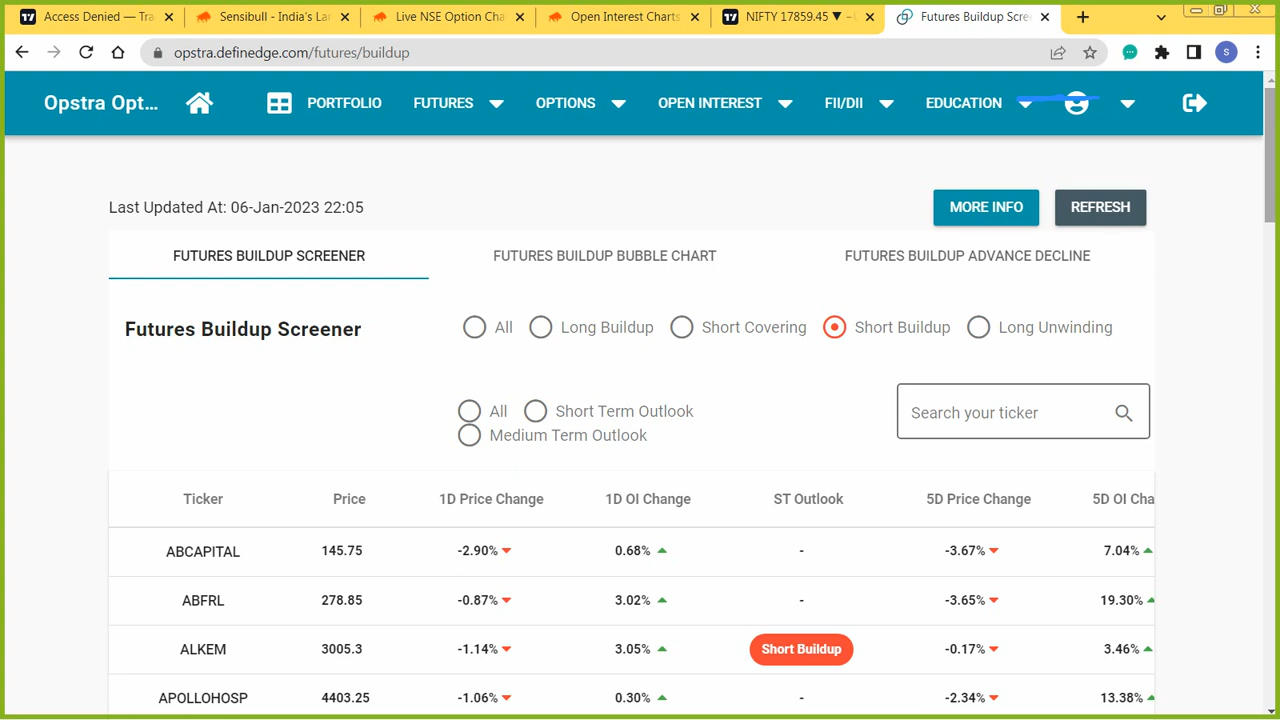 Access Denied — Tra
Sensibull - India's Lar
Live NSE Option Cha
Open Interest Charts
NIFTY 17859.45 ▼ −
Futures Buildup Scre
opstra.definedge.com/futures/buildup
S
Opstra Opt...
PORTFOLIO
FUTURES
OPTIONS
OPEN INTEREST
FII/DII
EDUCATION
Last Updated At: 06-Jan-2023 22:05
MORE INFO
REFRESH
FUTURES BUILDUP SCREENER
FUTURES BUILDUP BUBBLE CHART
FUTURES BUILDUP ADVANCE DECLINE
Futures Buildup Screener
All Long Buildup Short Covering Short Buildup Long Unwinding
All Short Term Outlook
Medium Term Outlook
Search your ticker
Ticker Price 1D Price Change 1D OI Change ST Outlook 5D Price Change 5D OI Cha
ABCAPITAL 145.75 -2.90% 0.68% - -3.67% 7.04%
ABFRL 278.85 -0.87% 3.02% - -3.65% 19.30%
ALKEM 3005.3 -1.14% 3.05% Short Buildup -0.17% 3.46%
APOLLOHOSP 4403.25 -1.06% 0.30% - -2.34% 13.38%